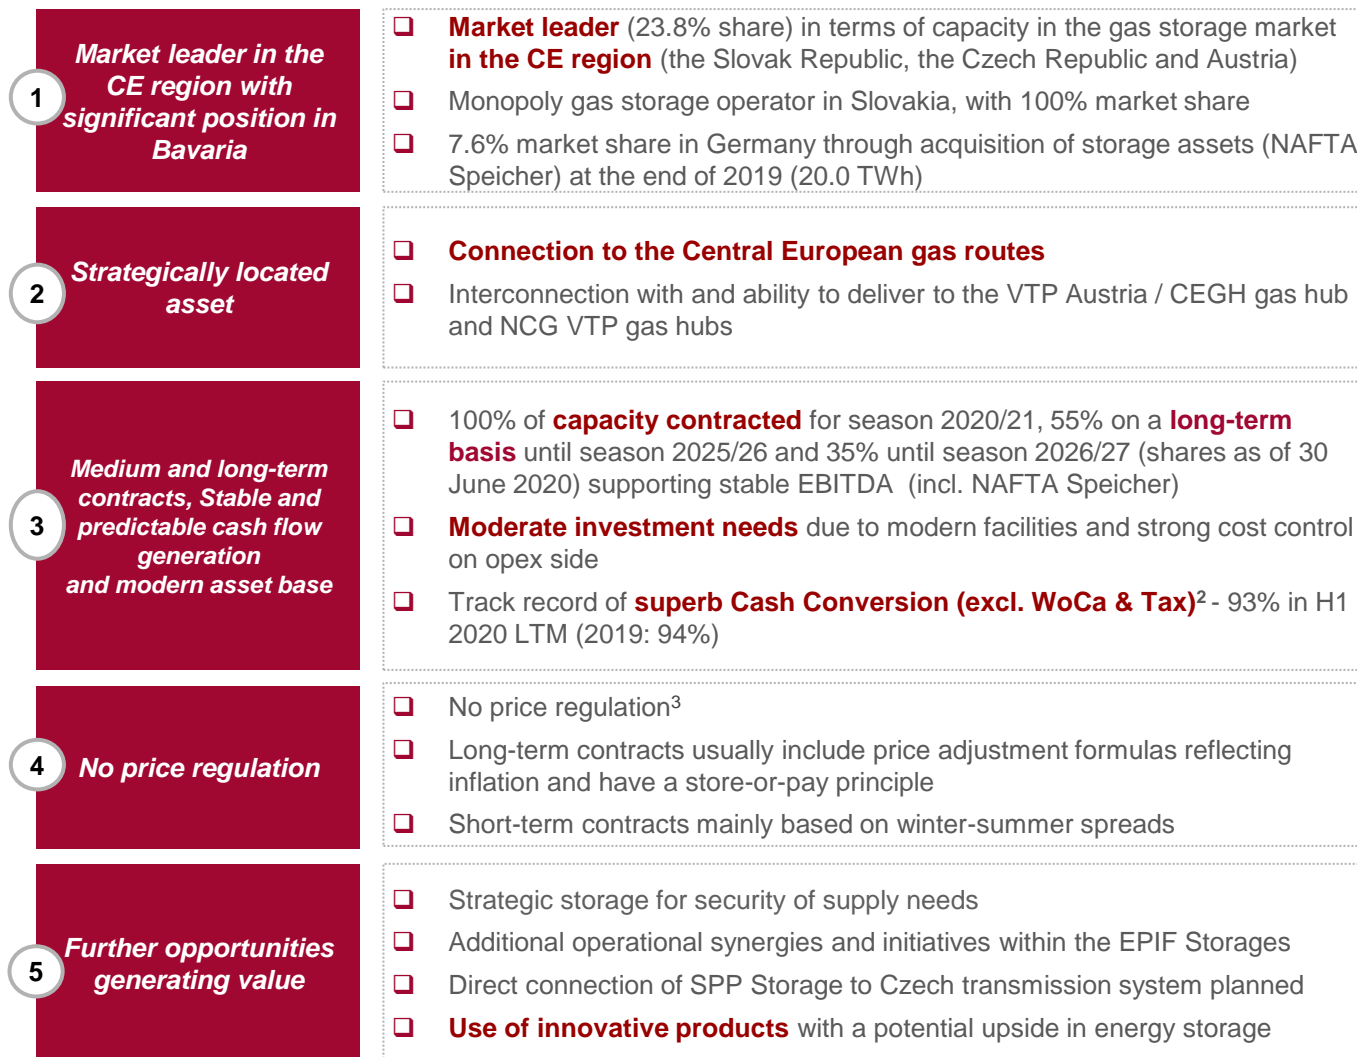 1
Market leader in the
CE region with
significant position in
Bavaria
❑ Market leader (23.8% share) in terms of capacity in the gas storage market
in the CE region (the Slovak Republic, the Czech Republic and Austria)
❑ Monopoly gas storage operator in Slovakia, with 100% market share
❑ 7.6% market share in Germany through acquisition of storage assets (NAFTA
Speicher) at the end of 2019 (20.0 TWh)
2
Strategically located
asset
❑ Connection to the Central European gas routes
❑ Interconnection with and ability to deliver to the VTP Austria / CEGH gas hub
and NCG VTP gas hubs
3
Medium and long-term
contracts, Stable and
predictable cash flow
generation
and modern asset base
❑ 100% of capacity contracted for season 2020/21, 55% on a long-term
basis until season 2025/26 and 35% until season 2026/27 (shares as of 30
June 2020) supporting stable EBITDA (incl. NAFTA Speicher)
❑ Moderate investment needs due to modern facilities and strong cost control
on opex side
❑ Track record of superb Cash Conversion (excl. WoCa & Tax)² - 93% in H1
2020 LTM (2019: 94%)
4
No price regulation
❑ No price regulation³
❑ Long-term contracts usually include price adjustment formulas reflecting
inflation and have a store-or-pay principle
❑ Short-term contracts mainly based on winter-summer spreads
5
Further opportunities
generating value
❑ Strategic storage for security of supply needs
❑ Additional operational synergies and initiatives within the EPIF Storages
❑ Direct connection of SPP Storage to Czech transmission system planned
❑ Use of innovative products with a potential upside in energy storage